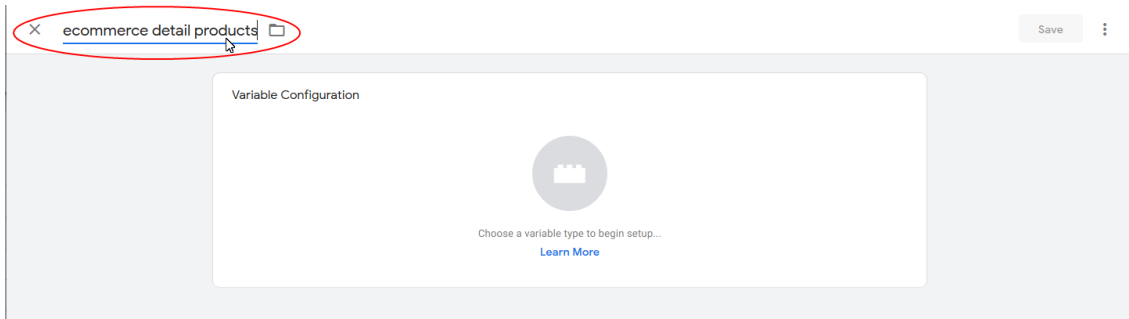 ecommerce detail products
Save
Variable Configuration
Choose a variable type to begin setup...
Learn More